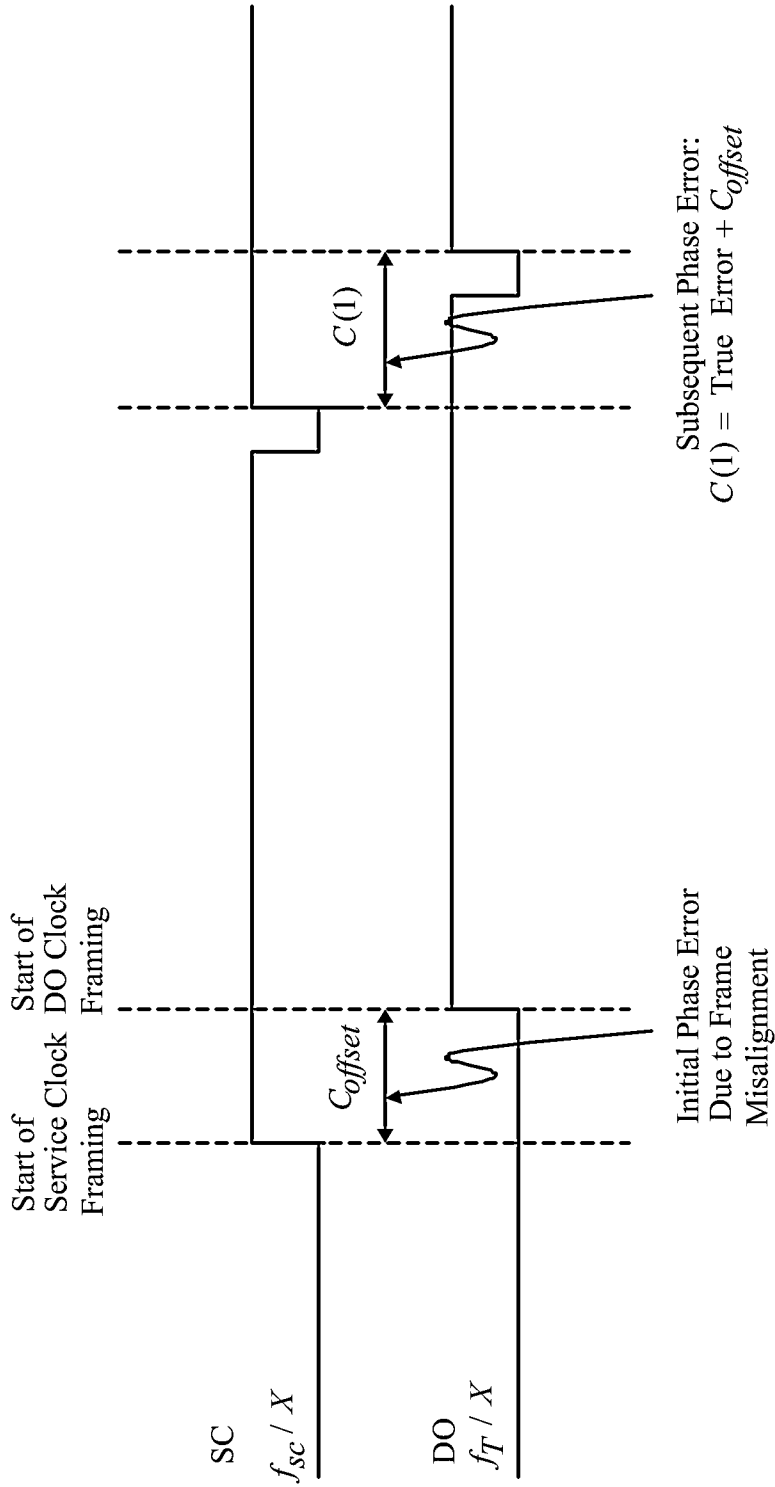 Start of
Service Clock
Framing
Start of
DO Clock
Framing
SC
f_sc / X
C_offset
C(1)
DO
f_T / X
Initial Phase Error
Due to Frame
Misalignment
Subsequent Phase Error:
C(1) = True Error + C_offset